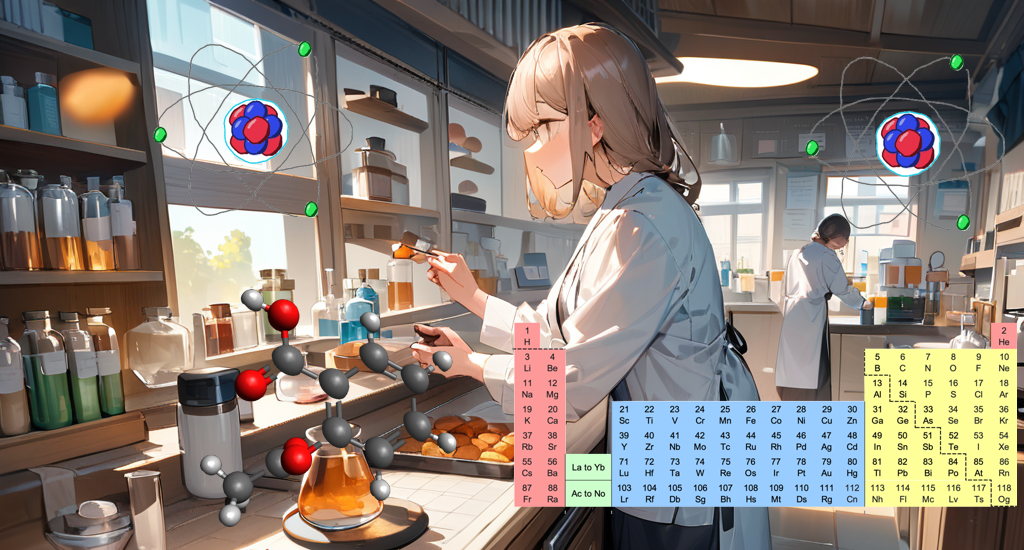 1 2
H He
3 4 5 6 7 8 9 10
Li Be B C N O F Ne
11 12 13 14 15 16 17 18
Na Mg Al Si P S Cl Ar
19 20 21 22 23 24 25 26 27 28 29 30 31 32 33 34 35 36
K Ca Sc Ti V Cr Mn Fe Co Ni Cu Zn Ga Ge As Se Br Kr
37 38 39 40 41 42 43 44 45 46 47 48 49 50 51 52 53 54
Rb Sr Y Zr Nb Mo Tc Ru Rh Pd Ag Cd In Sn Sb Te I Xe
55 56 La to Yb 71 72 73 74 75 76 77 78 79 80 81 82 83 84 85 86
Cs Ba Lu Hf Ta W Re Os Ir Pt Au Hg Tl Pb Bi Po At Rn
87 88 Ac to No 103 104 105 106 107 108 109 110 111 112 113 114 115 116 117 118
Fr Ra Lr Rf Db Sg Bh Hs Mt Ds Rg Cn Nh Fl Mc Lv Ts Og